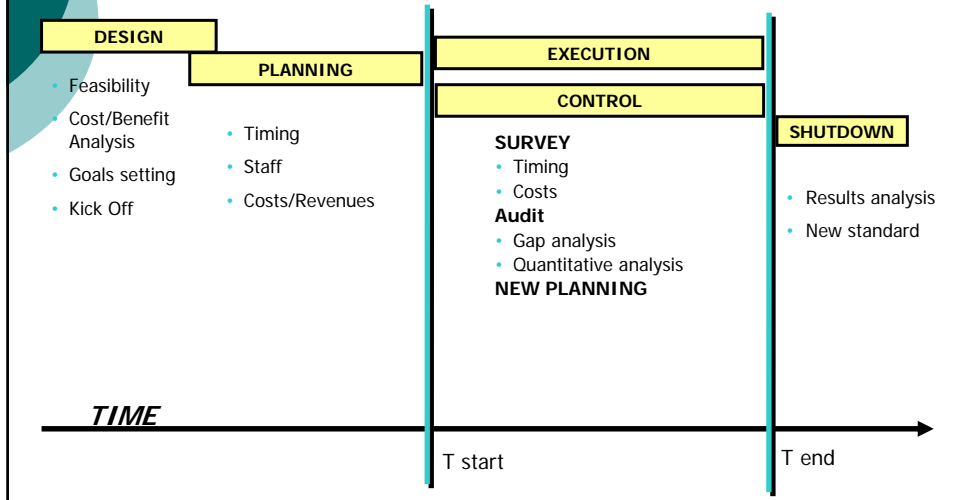 DESIGN
PLANNING
• Feasibility
• Cost/Benefit
Analysis
• Goals setting
• Kick Off
• Timing
• Staff
• Costs/Revenues
EXECUTION
CONTROL
SURVEY
• Timing
• Costs
Audit
• Gap analysis
• Quantitative analysis
NEW PLANNING
SHUTDOWN
• Results analysis
• New standard
TIME
T start
T end